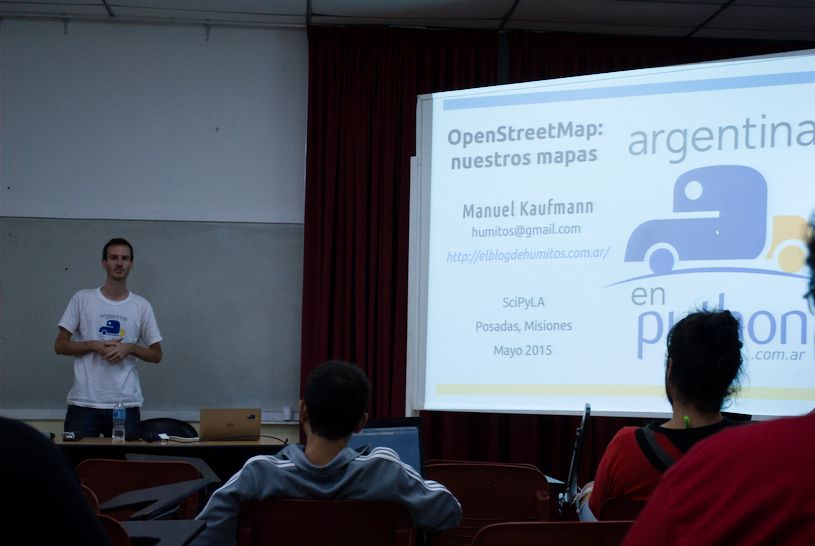 OpenStreetMap:
nuestros mapas
Manuel Kaufmann
humitos@gmail.com
http://elblogdehumitos.com.ar/
SciPyLA
Posadas, Misiones
Mayo 2015
argentina
en
python
.com.ar
argentina